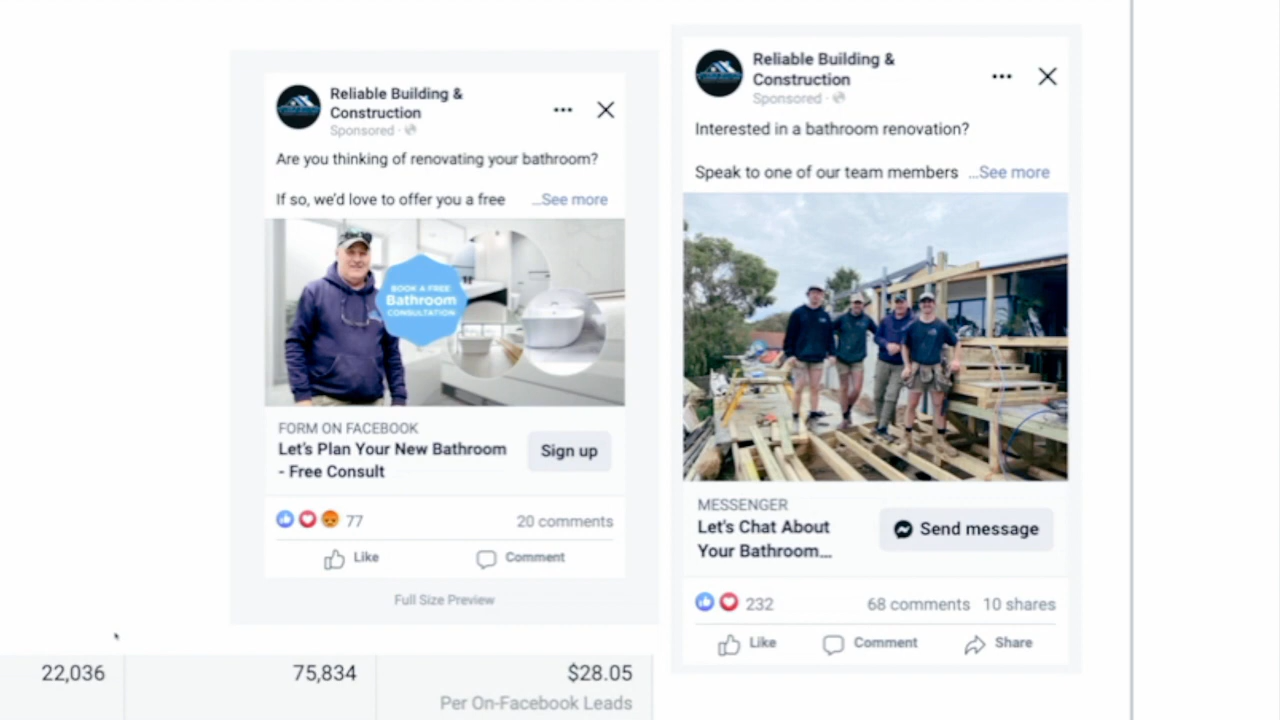 Reliable Building &
Construction
Sponsored ·
Are you thinking of renovating your bathroom?
If so, we'd love to offer you a free ...See more
BOOK A FREE
Bathroom
CONSULTATION
FORM ON FACEBOOK
Let's Plan Your New Bathroom
- Free Consult
Sign up
77
20 comments
Like
Comment
Full Size Preview
22,036
75,834
$28.05
Per On-Facebook Leads
Reliable Building &
Construction
Sponsored ·
Interested in a bathroom renovation?
Speak to one of our team members ...See more
MESSENGER
Let's Chat About
Your Bathroom...
Send message
232
68 comments 10 shares
Like
Comment
Share